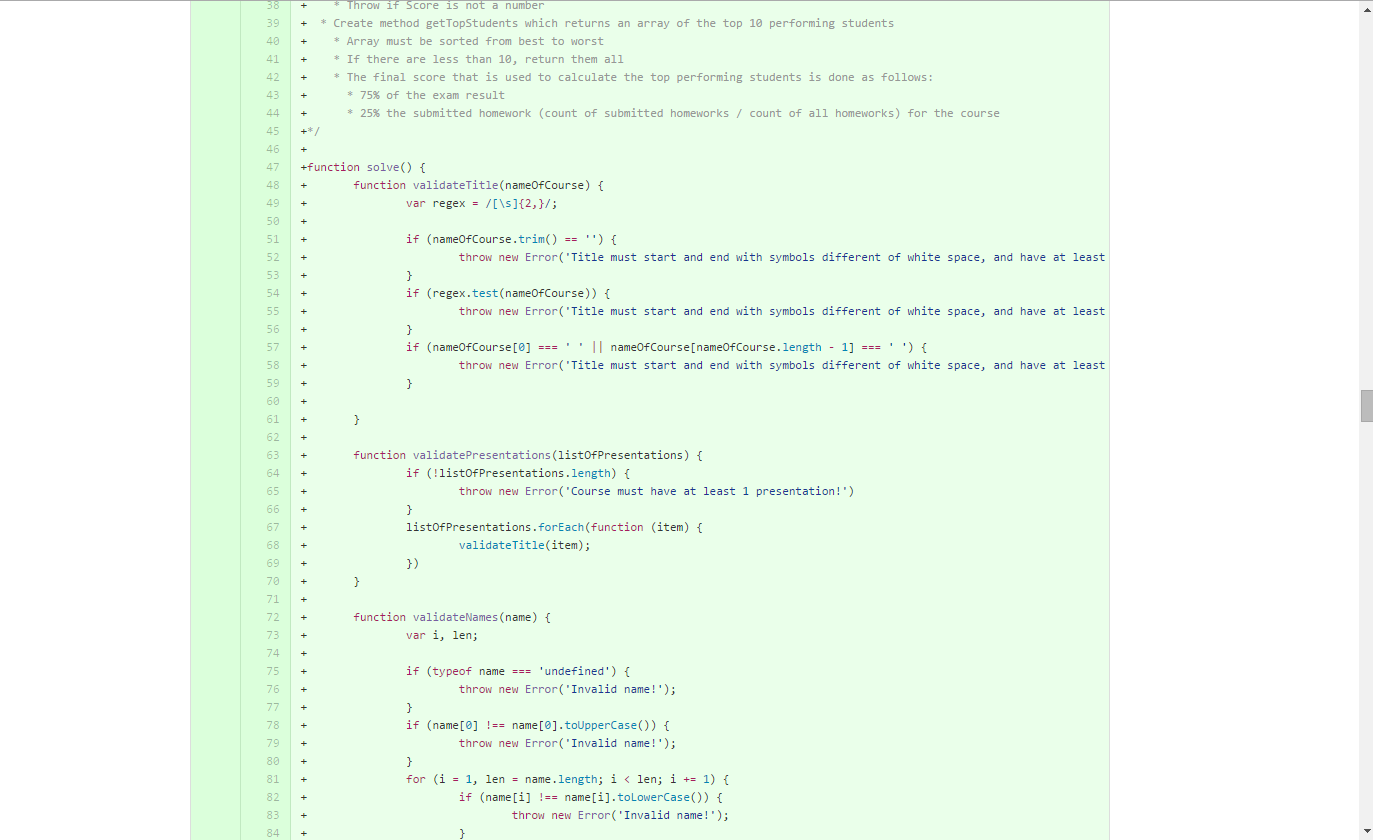 38 + * Throw if Score is not a number
39 + * Create method getTopStudents which returns an array of the top 10 performing students
40 + * Array must be sorted from best to worst
41 + * If there are less than 10, return them all
42 + * The final score that is used to calculate the top performing students is done as follows:
43 + * 75% of the exam result
44 + * 25% the submitted homework (count of submitted homeworks / count of all homeworks) for the course
45 +*/
46 +
47 +function solve() {
48 + function validateTitle(nameOfCourse) {
49 + var regex = /[\s]{2,}/;
50 +
51 + if (nameOfCourse.trim() == '') {
52 + throw new Error('Title must start and end with symbols different of white space, and have at least
53 + }
54 + if (regex.test(nameOfCourse)) {
55 + throw new Error('Title must start and end with symbols different of white space, and have at least
56 + }
57 + if (nameOfCourse[0] === ' ' || nameOfCourse[nameOfCourse.length - 1] === ' ') {
58 + throw new Error('Title must start and end with symbols different of white space, and have at least
59 + }
60 +
61 + }
62 +
63 + function validatePresentations(listOfPresentations) {
64 + if (!listOfPresentations.length) {
65 + throw new Error('Course must have at least 1 presentation!')
66 + }
67 + listOfPresentations.forEach(function (item) {
68 + validateTitle(item);
69 + })
70 + }
71 +
72 + function validateNames(name) {
73 + var i, len;
74 +
75 + if (typeof name === 'undefined') {
76 + throw new Error('Invalid name!');
77 + }
78 + if (name[0] !== name[0].toUpperCase()) {
79 + throw new Error('Invalid name!');
80 + }
81 + for (i = 1, len = name.length; i < len; i += 1) {
82 + if (name[i] !== name[i].toLowerCase()) {
83 + throw new Error('Invalid name!');
84 + }